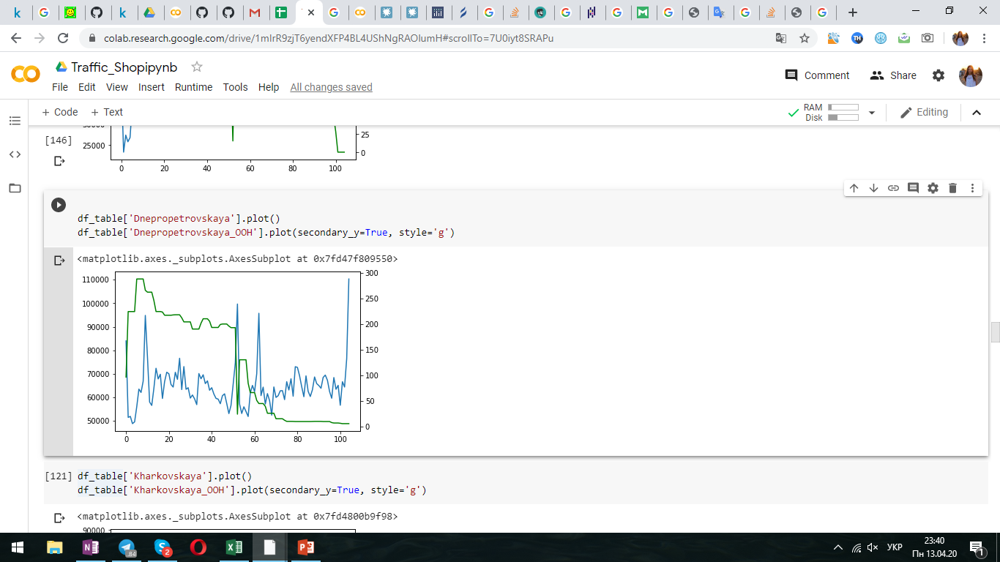 colab.research.google.com/drive/1mlrR9zjT6yendXFP4BL4UShNgRAOlumH#scrollTo=7U0iyt8SRAPu
Traffic_Shopipynb
File Edit View Insert Runtime Tools Help All changes saved
Comment Share
+ Code + Text
RAM
Disk
Editing
[146]
25000
25
0
0 20 40 60 80 100
df_table['Dnepropetrovskaya'].plot()
df_table['Dnepropetrovskaya_OOH'].plot(secondary_y=True, style='g')
<matplotlib.axes._subplots.AxesSubplot at 0x7fd47f809550>
110000
100000
90000
80000
70000
60000
50000
300
250
200
150
100
50
0
0 20 40 60 80 100
[121] df_table['Kharkovskaya'].plot()
df_table['Kharkovskaya_OOH'].plot(secondary_y=True, style='g')
<matplotlib.axes._subplots.AxesSubplot at 0x7fd4800b9f98>
90000
84
2
УКР
23:40
Пн 13.04.20
1